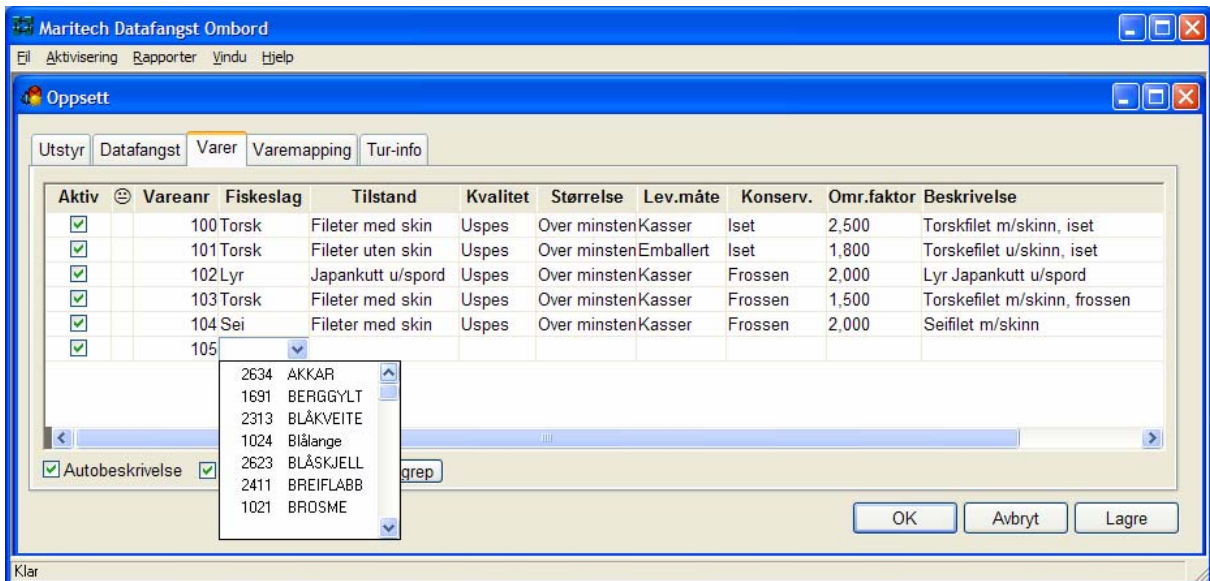 Maritech Datafangst Ombord
Fil Aktivisering Rapporter Vindu Hjelp
Oppsett
Utstyr Datafangst Varer Varemapping Tur-info
Aktiv Vareanr Fiskeslag Tilstand Kvalitet Størrelse Lev.måte Konserv. Omr.faktor Beskrivelse
100 Torsk Fileter med skin Uspes Over minsten Kasser Iset 2,500 Torskfilet m/skinn, iset
101 Torsk Fileter uten skin Uspes Over minsten Emballert Iset 1,800 Torskefilet u/skinn, iset
102 Lyr Japankutt u/spord Uspes Over minsten Kasser Frossen 2,000 Lyr Japankutt u/spord
103 Torsk Fileter med skin Uspes Over minsten Kasser Frossen 1,500 Torskefilet m/skinn, frossen
104 Sei Fileter med skin Uspes Over minsten Kasser Frossen 2,000 Seifilet m/skinn
105
2634 AKKAR
1691 BERGGYLT
2313 BLÅKVEITE
1024 Blålange
2623 BLÅSKJELL
2411 BREIFLABB
1021 BROSME
Autobeskrivelse grep
OK Avbryt Lagre
Klar